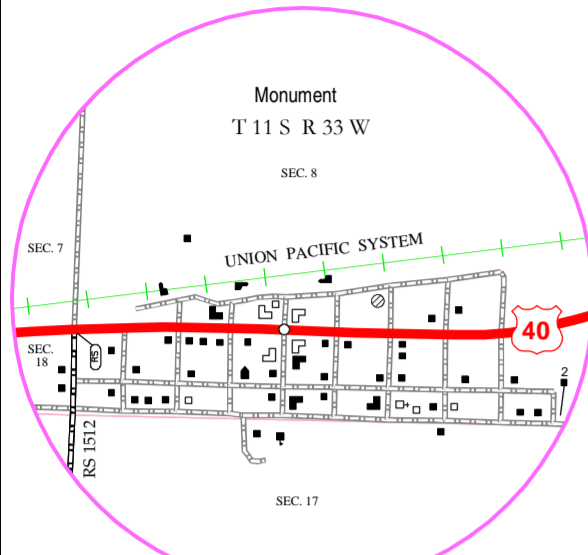 Monument
T 11 S R 33 W
SEC. 8
SEC. 7
UNION PACIFIC SYSTEM
40
SEC.
18
RS
2
RS 1512
SEC. 17